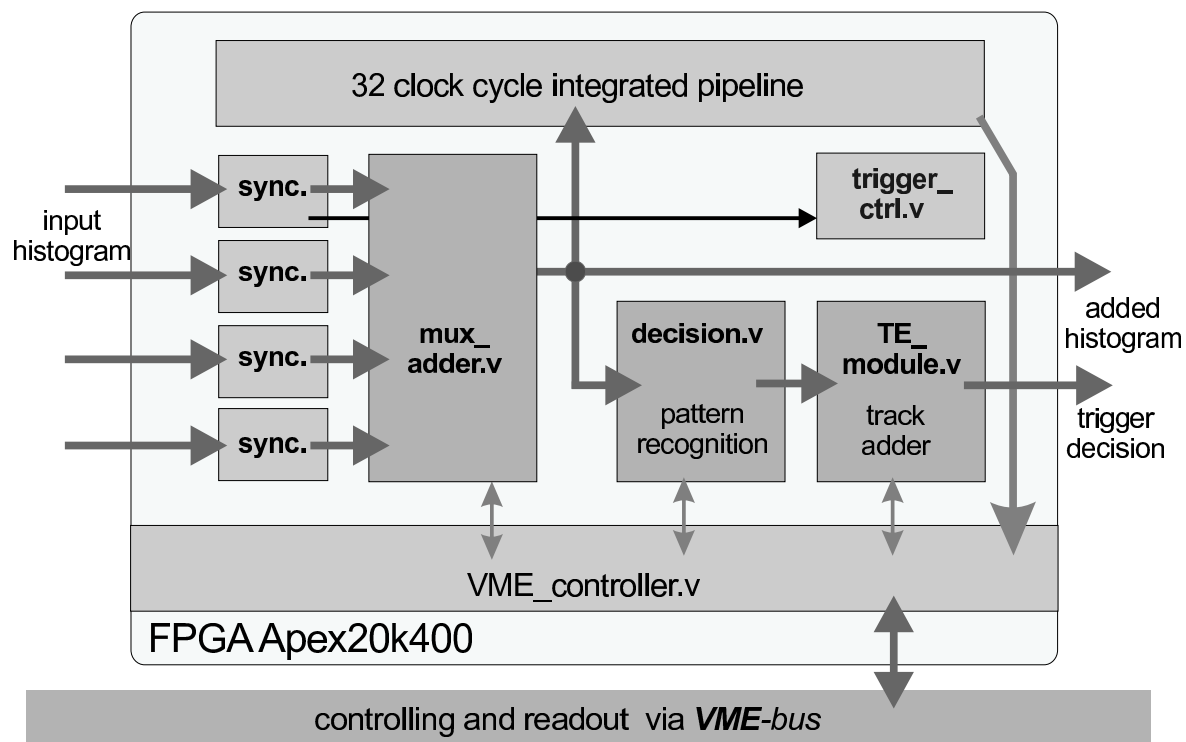 32 clock cycle integrated pipeline
sync.
trigger_
ctrl.v
input
histogram
sync.
mux_
adder.v
decision.v
TE_
module.v
added
histogram
sync.
pattern
recognition
track
adder
trigger
decision
sync.
VME_controller.v
FPGA Apex20k400
controlling and readout via VME-bus